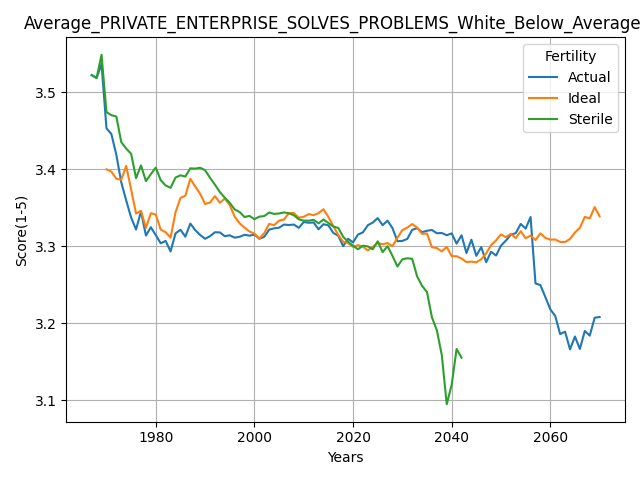 Average_PRIVATE_ENTERPRISE_SOLVES_PROBLEMS_White_Below_Average
Fertility
Actual
Ideal
Sterile
Score(1-5)
3.5
3.4
3.3
3.2
3.1
1980 2000 2020 2040 2060
Years